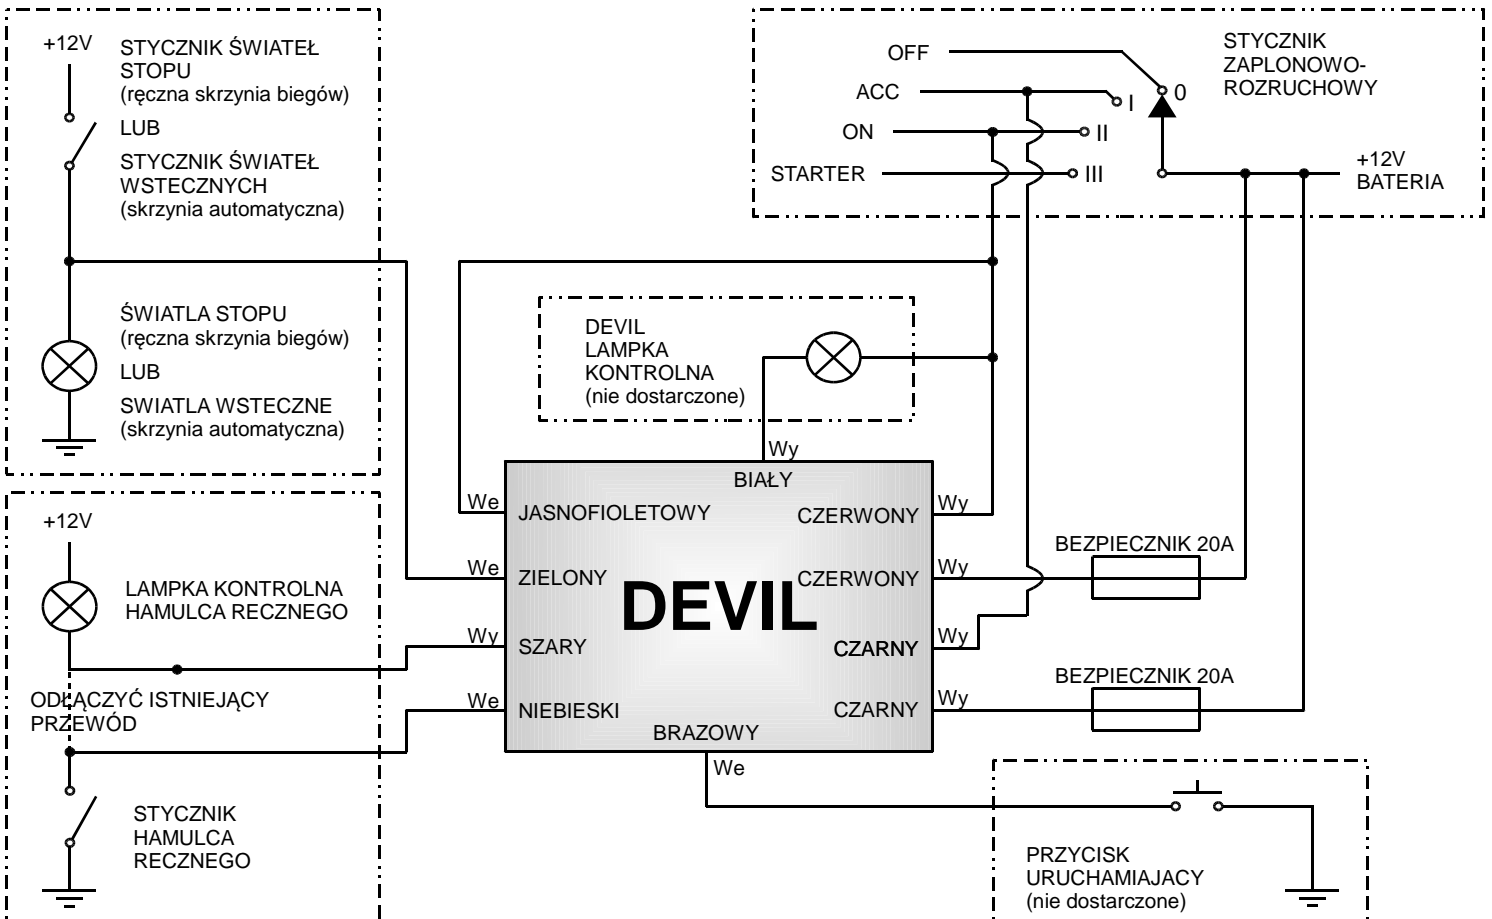 +12V
STYCZNIK ŚWIATEŁ
STOPU
(ręczna skrzynia biegów)
LUB
STYCZNIK ŚWIATEŁ
WSTECZNYCH
(skrzynia automatyczna)
ŚWIATLA STOPU
(ręczna skrzynia biegów)
LUB
SWIATLA WSTECZNE
(skrzynia automatyczna)
OFF
ACC
ON
STARTER
0
I
II
III
STYCZNIK
ZAPLONOWO-
ROZRUCHOWY
+12V
BATERIA
DEVIL
LAMPKA
KONTROLNA
(nie dostarczone)
Wy
BIAŁY
We
JASNOFIOLETOWY
CZERWONY
Wy
We
ZIELONY
CZERWONY
Wy
BEZPIECZNIK 20A
DEVIL
Wy
SZARY
CZARNY
Wy
We
NIEBIESKI
CZARNY
Wy
BEZPIECZNIK 20A
BRAZOWY
We
+12V
LAMPKA KONTROLNA
HAMULCA RECZNEGO
ODŁĄCZYĆ ISTNIEJĄCY
PRZEWÓD
STYCZNIK
HAMULCA
RECZNEGO
PRZYCISK
URUCHAMIAJACY
(nie dostarczone)